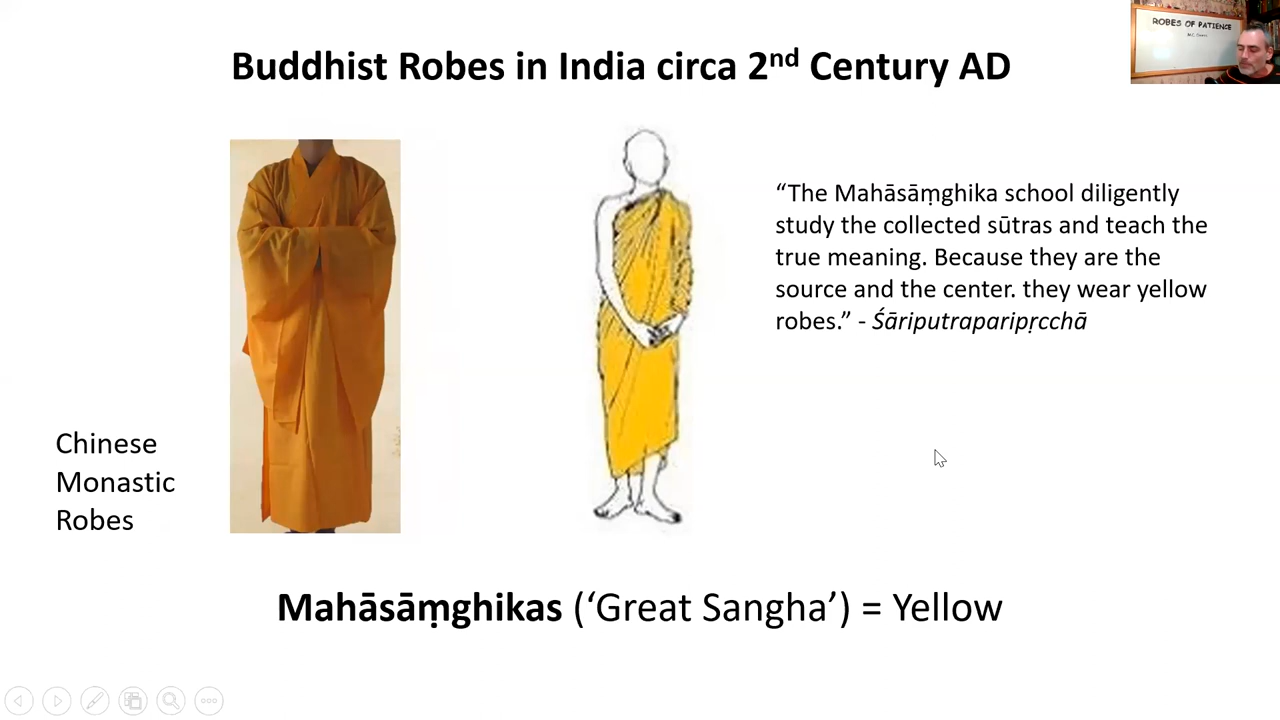 Buddhist Robes in India circa 2nd Century AD
ROBES OF PATIENCE
“The Mahāsāṃghika school diligently
study the collected sūtras and teach the
true meaning. Because they are the
source and the center. they wear yellow
robes.” - Śāriputraparipṛcchā
Chinese
Monastic
Robes
Mahāsāṃghikas (‘Great Sangha’) = Yellow